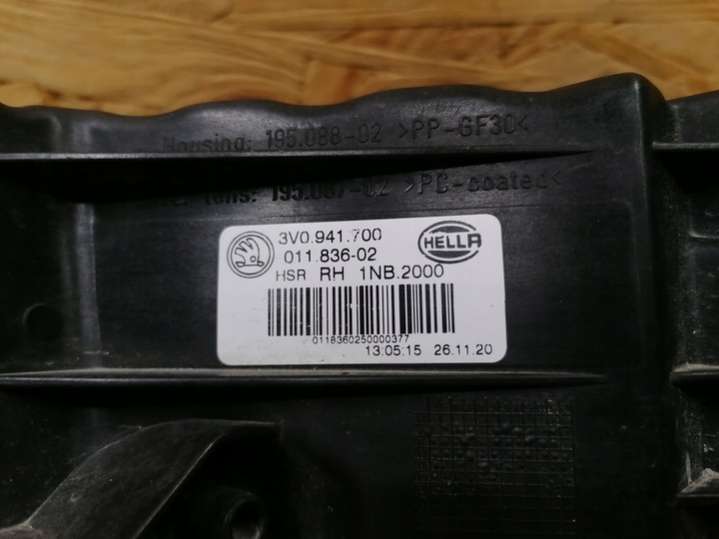 Housing: 195.088-02 >PP-GF30<
lens: 195.087-02 >PC-coated<
3V0.941.700
HELLA
011.836-02
HSR RH 1NB.2000
0118360250000377
13:05:15 26.11.20